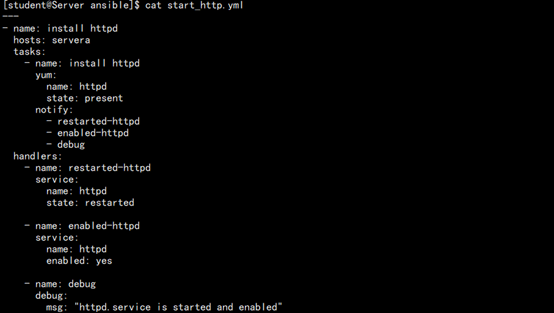 [student@Server ansible]$ cat start_http.yml
---
- name: install httpd
  hosts: servera
  tasks:
    - name: install httpd
      yum:
        name: httpd
        state: present
      notify:
        - restarted-httpd
        - enabled-httpd
        - debug
  handlers:
    - name: restarted-httpd
      service:
        name: httpd
        state: restarted

    - name: enabled-httpd
      service:
        name: httpd
        enabled: yes

    - name: debug
      debug:
        msg: "httpd.service is started and enabled"